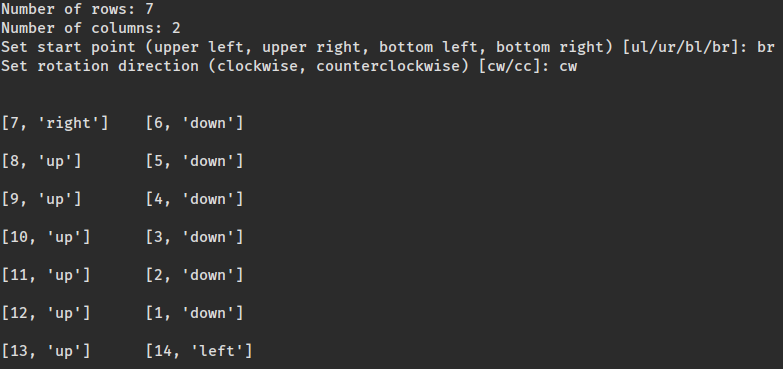 Number of rows: 7
Number of columns: 2
Set start point (upper left, upper right, bottom left, bottom right) [ul/ur/bl/br]: br
Set rotation direction (clockwise, counterclockwise) [cw/cc]: cw
[7, 'right']    [6, 'down']
[8, 'up']       [5, 'down']
[9, 'up']       [4, 'down']
[10, 'up']      [3, 'down']
[11, 'up']      [2, 'down']
[12, 'up']      [1, 'down']
[13, 'up']      [14, 'left']